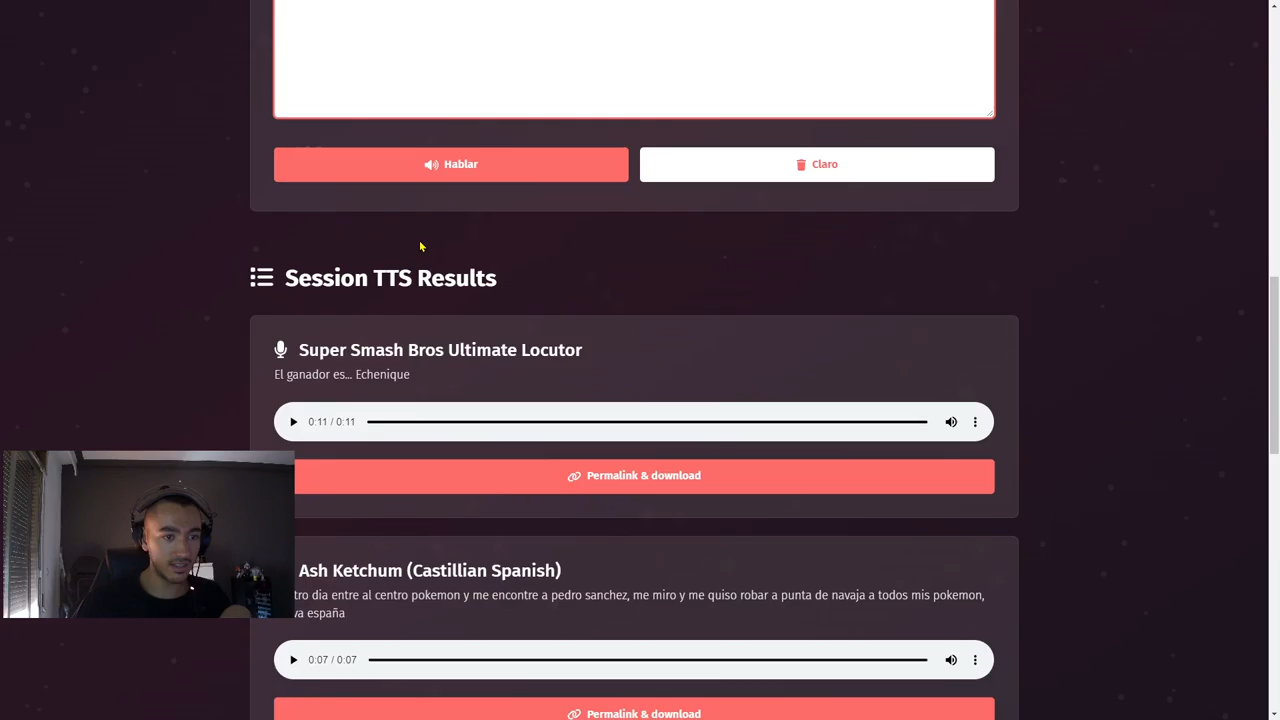 Hablar
Claro
Session TTS Results
Super Smash Bros Ultimate Locutor
El ganador es... Echenique
0:11 / 0:11
Permalink & download
Ash Ketchum (Castillian Spanish)
tro dia entre al centro pokemon y me encontre a pedro sanchez, me miro y me quiso robar a punta de navaja a todos mis pokemon,
va españa
0:07 / 0:07
Permalink & download